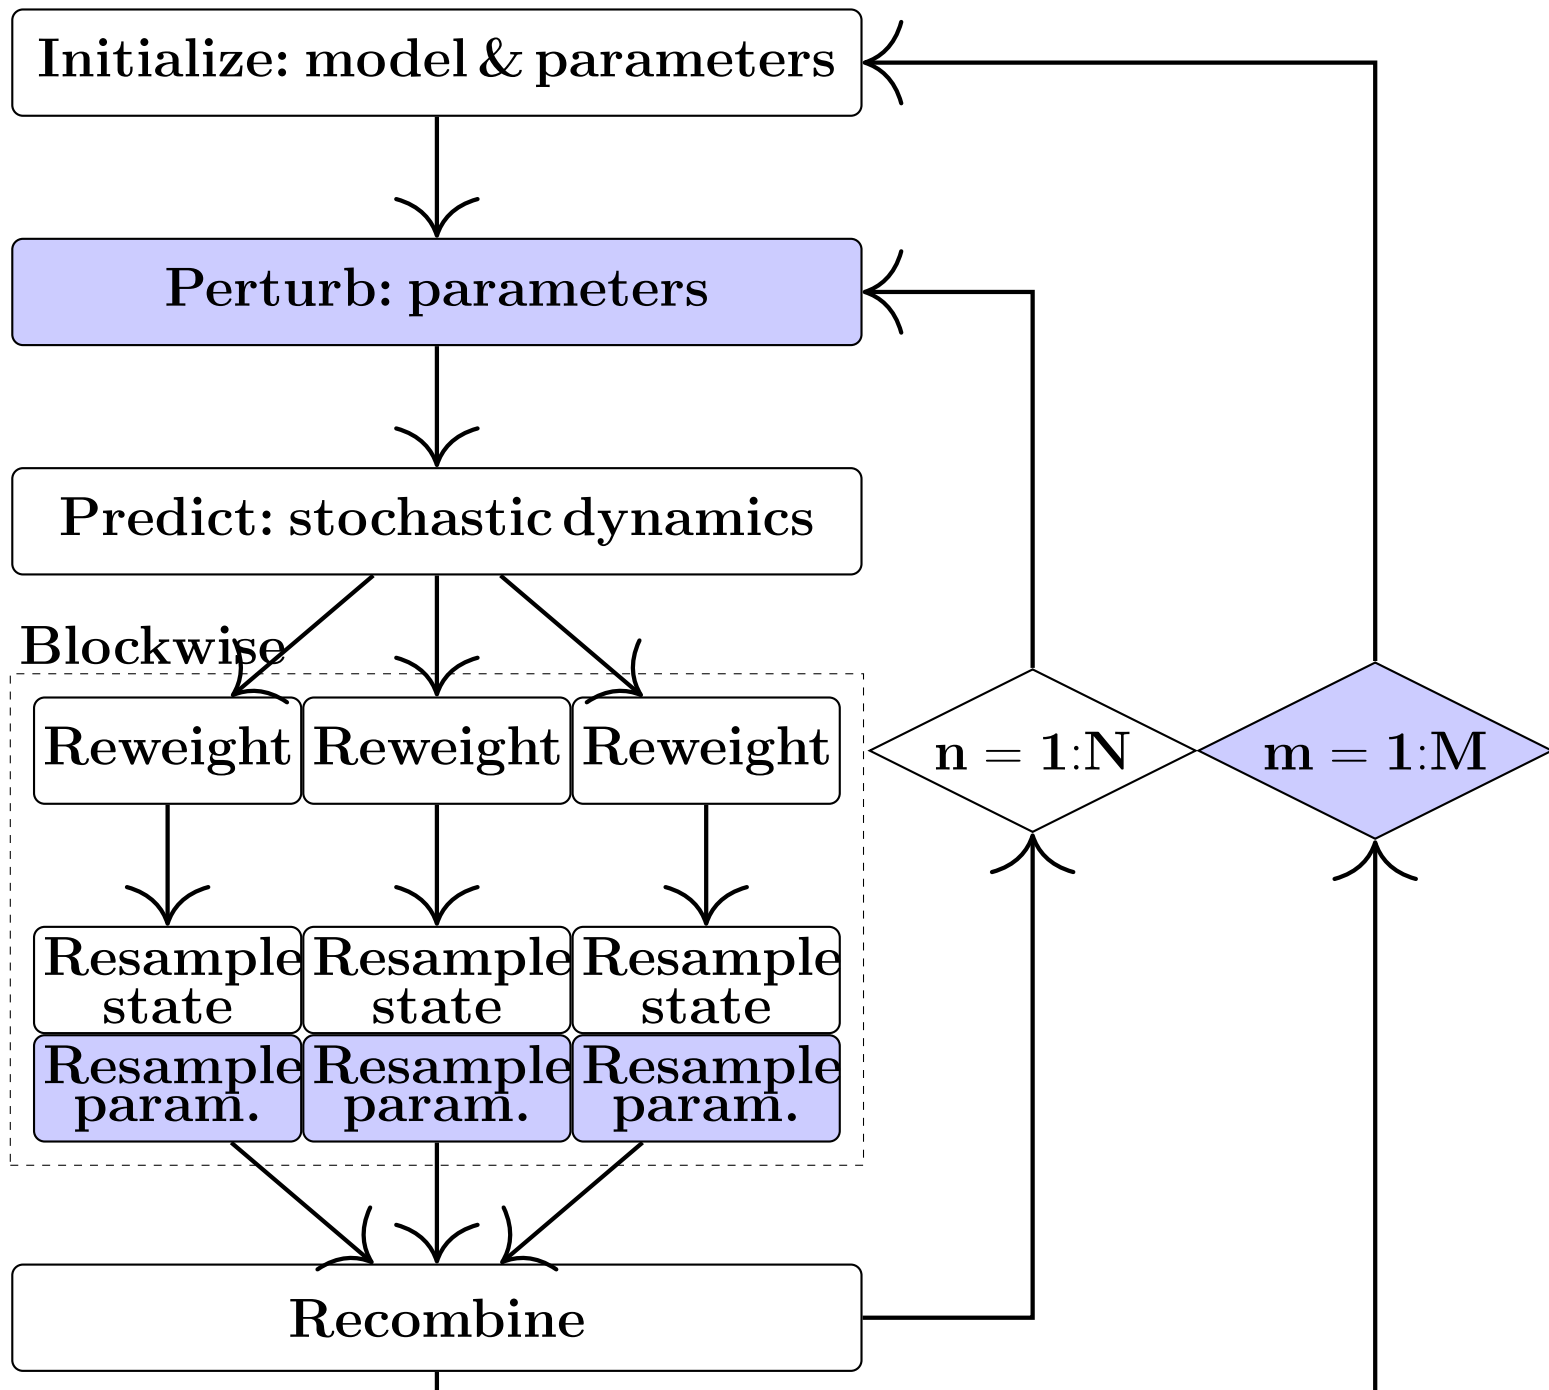 Initialize: model & parameters
Perturb: parameters
Predict: stochastic dynamics
Blockwise
Reweight
Reweight
Reweight
n = 1:N
m = 1:M
Resample
state
Resample
state
Resample
state
Resample
param.
Resample
param.
Resample
param.
Recombine